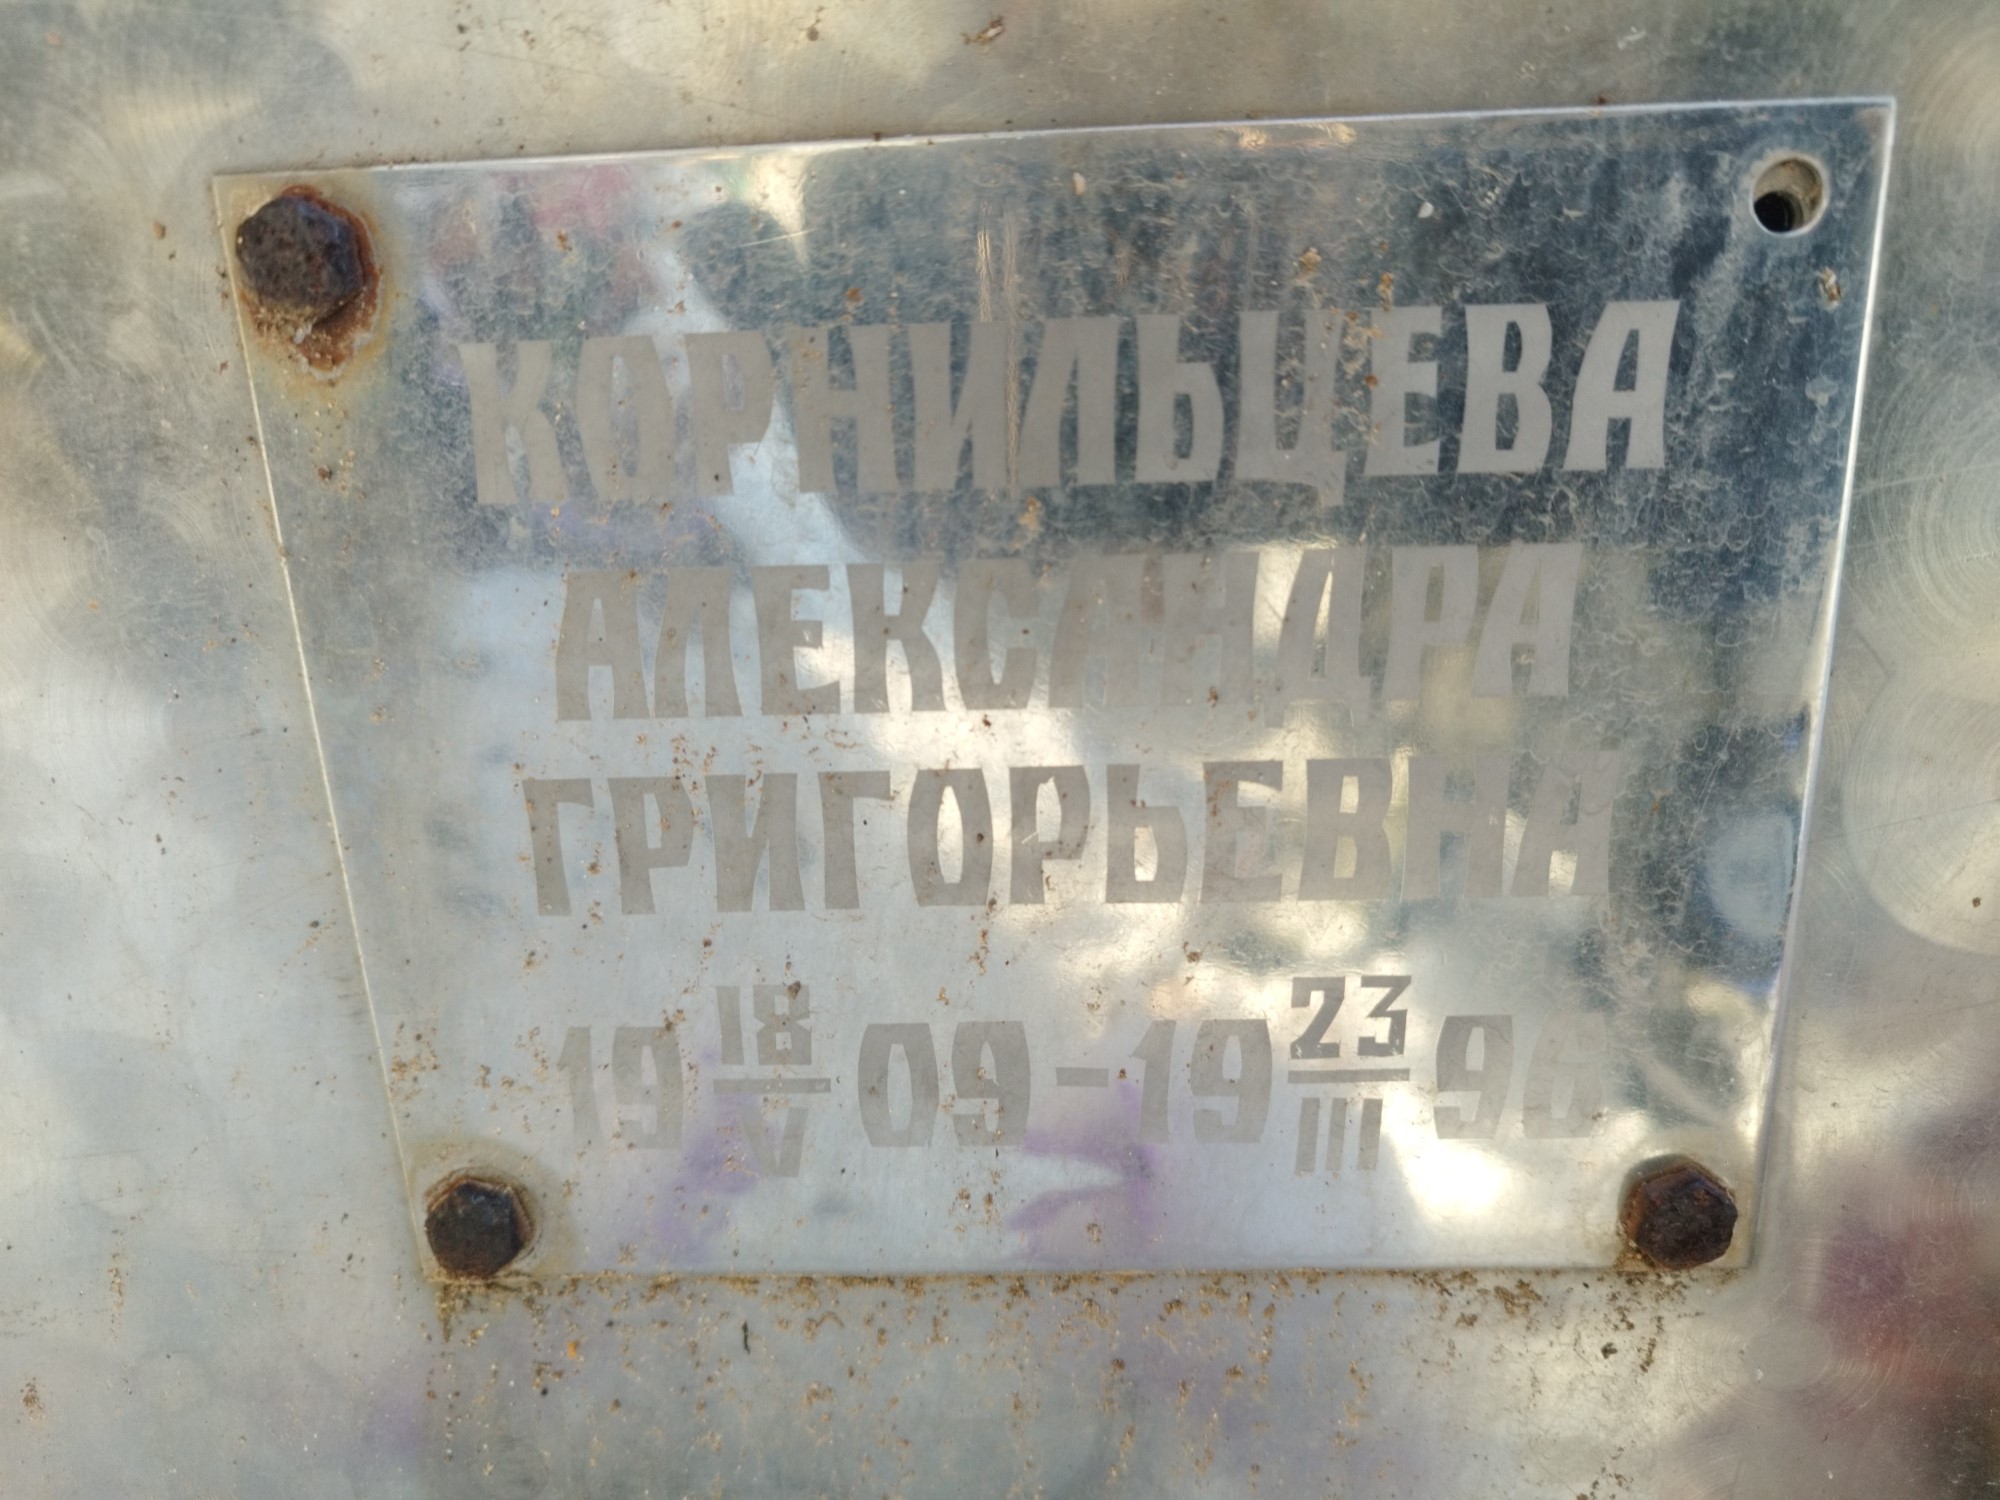 КОРНИЛЬЦЕВА
АЛЕКСАНДРА
ГРИГОРЬЕВНА
19 18/V 09 - 19 23/III 96